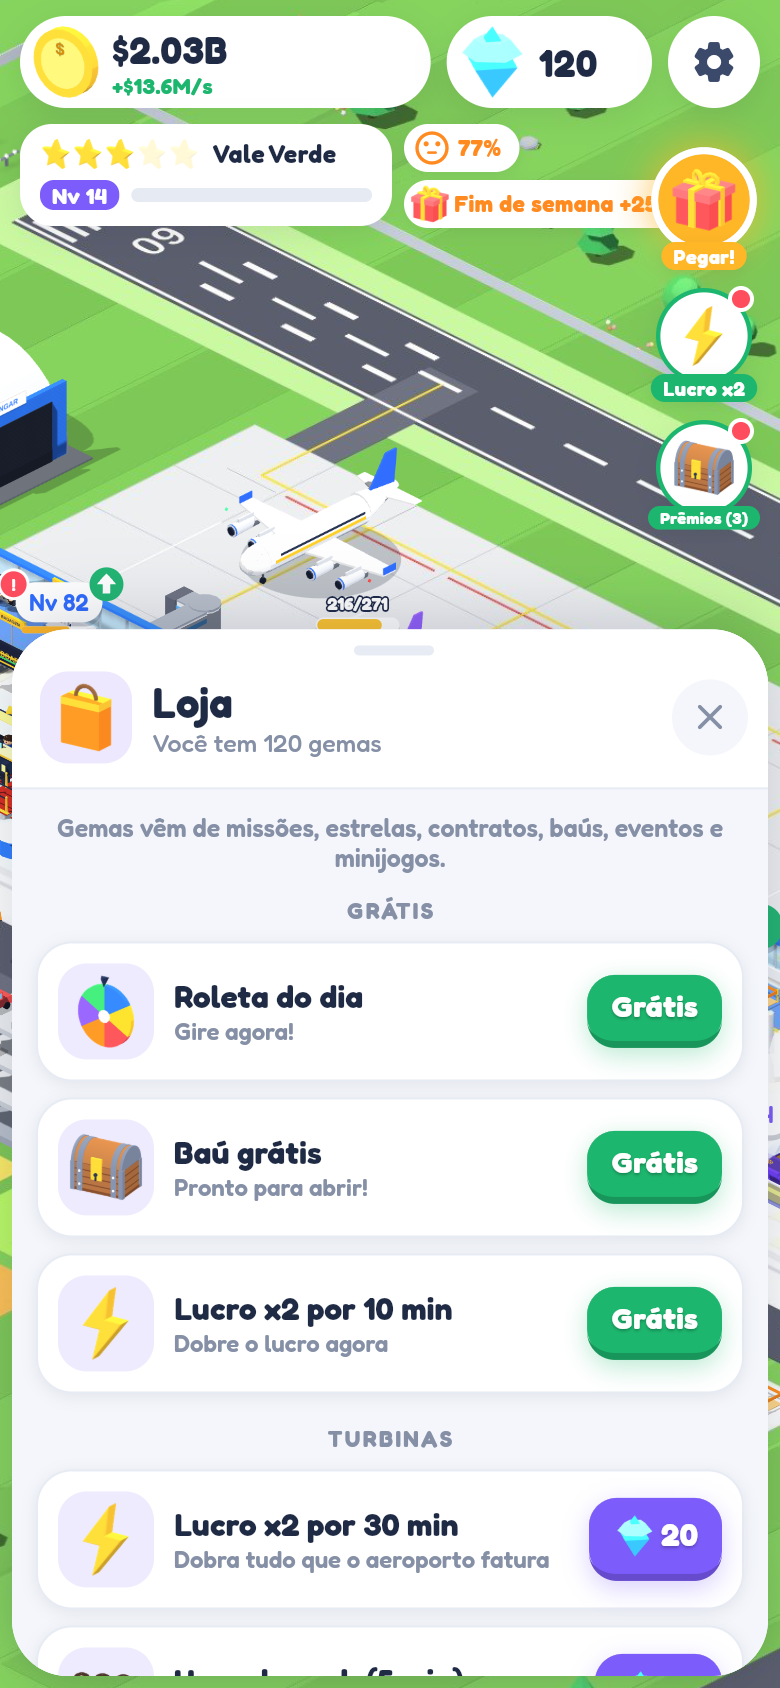 $2.03B
+$13.6M/s
120
Vale Verde
Nv 14
77%
Fim de semana +25
Pegar!
09
Lucro x2
Prêmios (3)
Nv 82
216/271
Loja
Você tem 120 gemas
Gemas vêm de missões, estrelas, contratos, baús, eventos e
minijogos.
GRÁTIS
Roleta do dia
Gire agora!
Grátis
Baú grátis
Pronto para abrir!
Grátis
Lucro x2 por 10 min
Dobre o lucro agora
Grátis
TURBINAS
Lucro x2 por 30 min
Dobra tudo que o aeroporto fatura
20